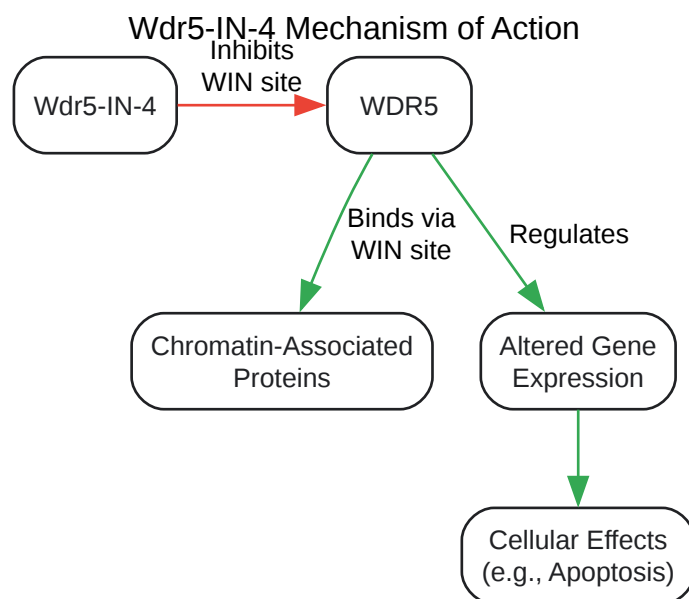 Wdr5-IN-4 Mechanism of Action
Inhibits
WIN site
Wdr5-IN-4
WDR5
Binds via
WIN site
Regulates
Chromatin-Associated
Proteins
Altered Gene
Expression
Cellular Effects
(e.g., Apoptosis)